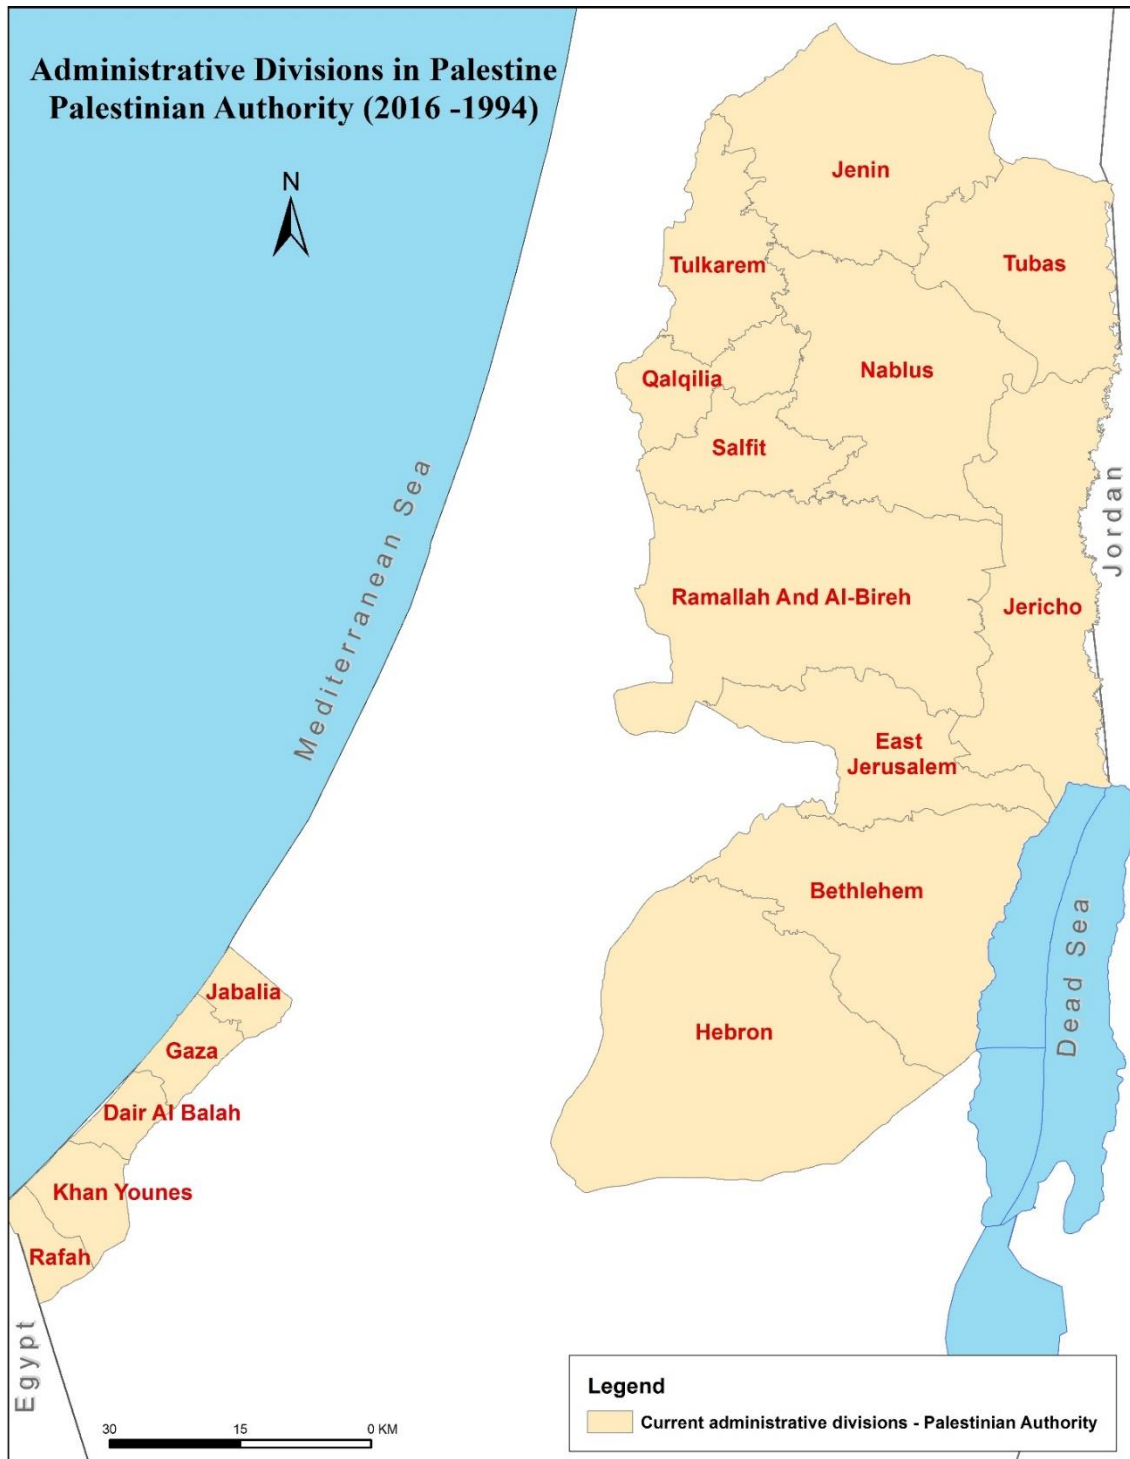 Administrative Divisions in Palestine
Palestinian Authority (2016 -1994)
N
Jenin
Tulkarem
Tubas
Qalqilia
Nablus
Salfit
Mediterranean Sea
Jordan
Ramallah And Al-Bireh
Jericho
East
Jerusalem
Bethlehem
Dead Sea
Jabalia
Hebron
Gaza
Dair Al Balah
Khan Younes
Rafah
Egypt
Legend
Current administrative divisions - Palestinian Authority
30 15 0 KM